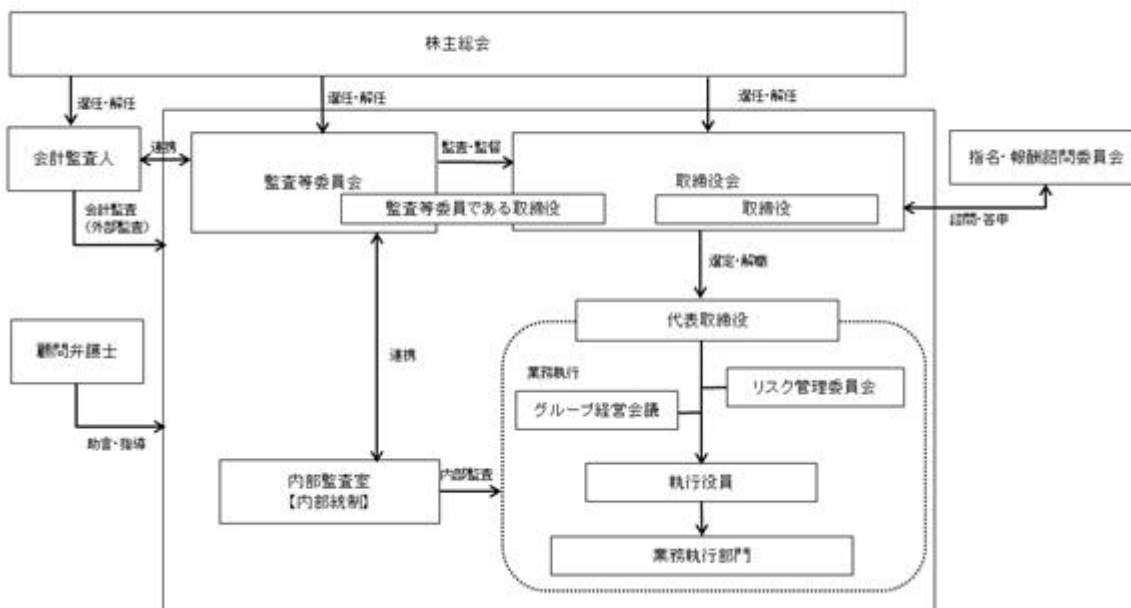 株主総会
選任・解任
選任・解任
選任・解任
会計監査人
連携
監査等委員会
監査・監督
取締役会
指名・報酬諮問委員会
監査等委員である取締役
取締役
会計監査
(外部監査)
諮問・答申
選定・解職
代表取締役
顧問弁護士
連携
業務執行
リスク管理委員会
グループ経営会議
助言・指導
内部監査室
【内部統制】
内部監査
執行役員
業務執行部門